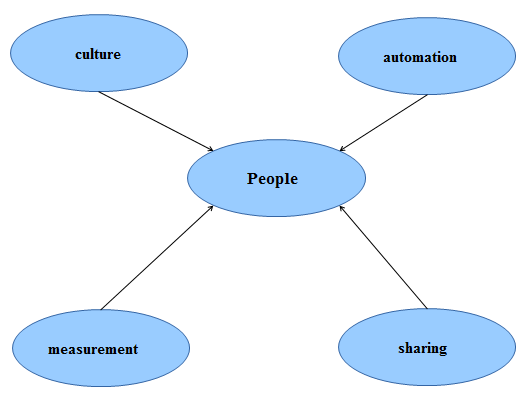 culture
automation
People
measurement
sharing